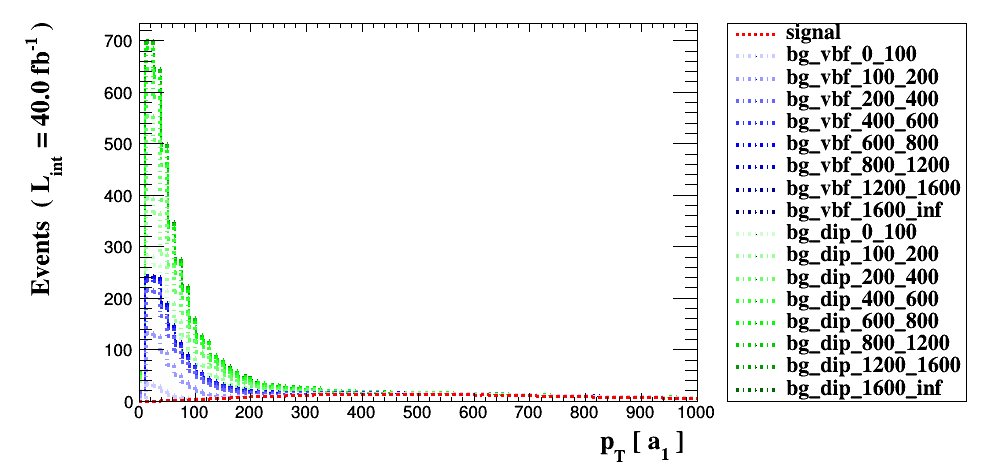 Events ( L_int = 40.0 fb^-1 )
700
600
500
400
300
200
100
0
0 100 200 300 400 500 600 700 800 900 1000
p_T [ a_1 ]
signal
bg_vbf_0_100
bg_vbf_100_200
bg_vbf_200_400
bg_vbf_400_600
bg_vbf_600_800
bg_vbf_800_1200
bg_vbf_1200_1600
bg_vbf_1600_inf
bg_dip_0_100
bg_dip_100_200
bg_dip_200_400
bg_dip_400_600
bg_dip_600_800
bg_dip_800_1200
bg_dip_1200_1600
bg_dip_1600_inf